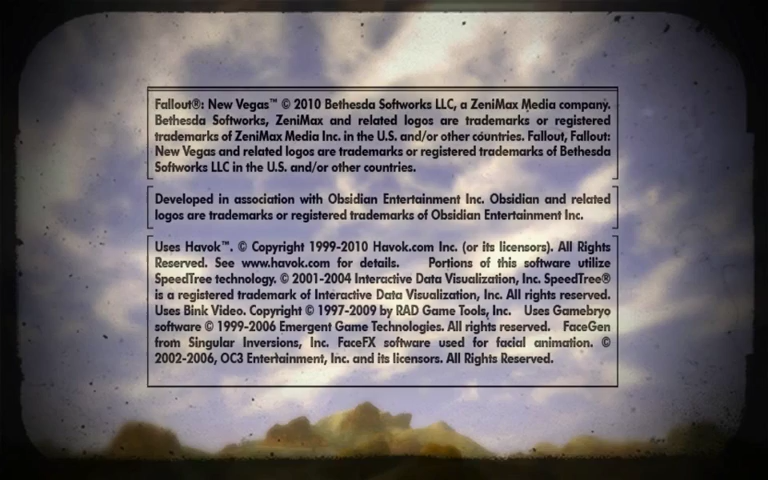 Fallout®: New Vegas™ © 2010 Bethesda Softworks LLC, a ZeniMax Media company.
Bethesda Softworks, ZeniMax and related logos are trademarks or registered
trademarks of ZeniMax Media Inc. in the U.S. and/or other countries. Fallout, Fallout:
New Vegas and related logos are trademarks or registered trademarks of Bethesda
Softworks LLC in the U.S. and/or other countries.
Developed in association with Obsidian Entertainment Inc. Obsidian and related
logos are trademarks or registered trademarks of Obsidian Entertainment Inc.
Uses Havok™. © Copyright 1999-2010 Havok.com Inc. (or its licensors). All Rights
Reserved. See www.havok.com for details. Portions of this software utilize
SpeedTree technology. © 2001-2004 Interactive Data Visualization, Inc. SpeedTree®
is a registered trademark of Interactive Data Visualization, Inc. All rights reserved.
Uses Bink Video. Copyright © 1997-2009 by RAD Game Tools, Inc. Uses Gamebryo
software © 1999-2006 Emergent Game Technologies. All rights reserved. FaceGen
from Singular Inversions, Inc. FaceFX software used for facial animation. ©
2002-2006, OC3 Entertainment, Inc. and its licensors. All Rights Reserved.